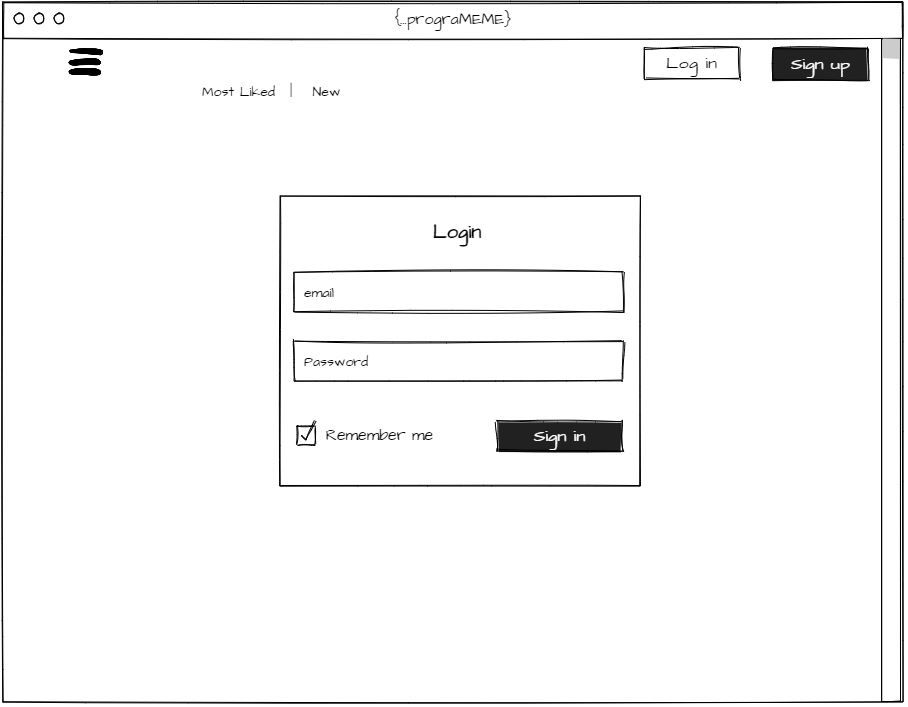 {...prograMEME}
Log in
Sign up
Most Liked | New
Login
email
Password
Remember me
Sign in